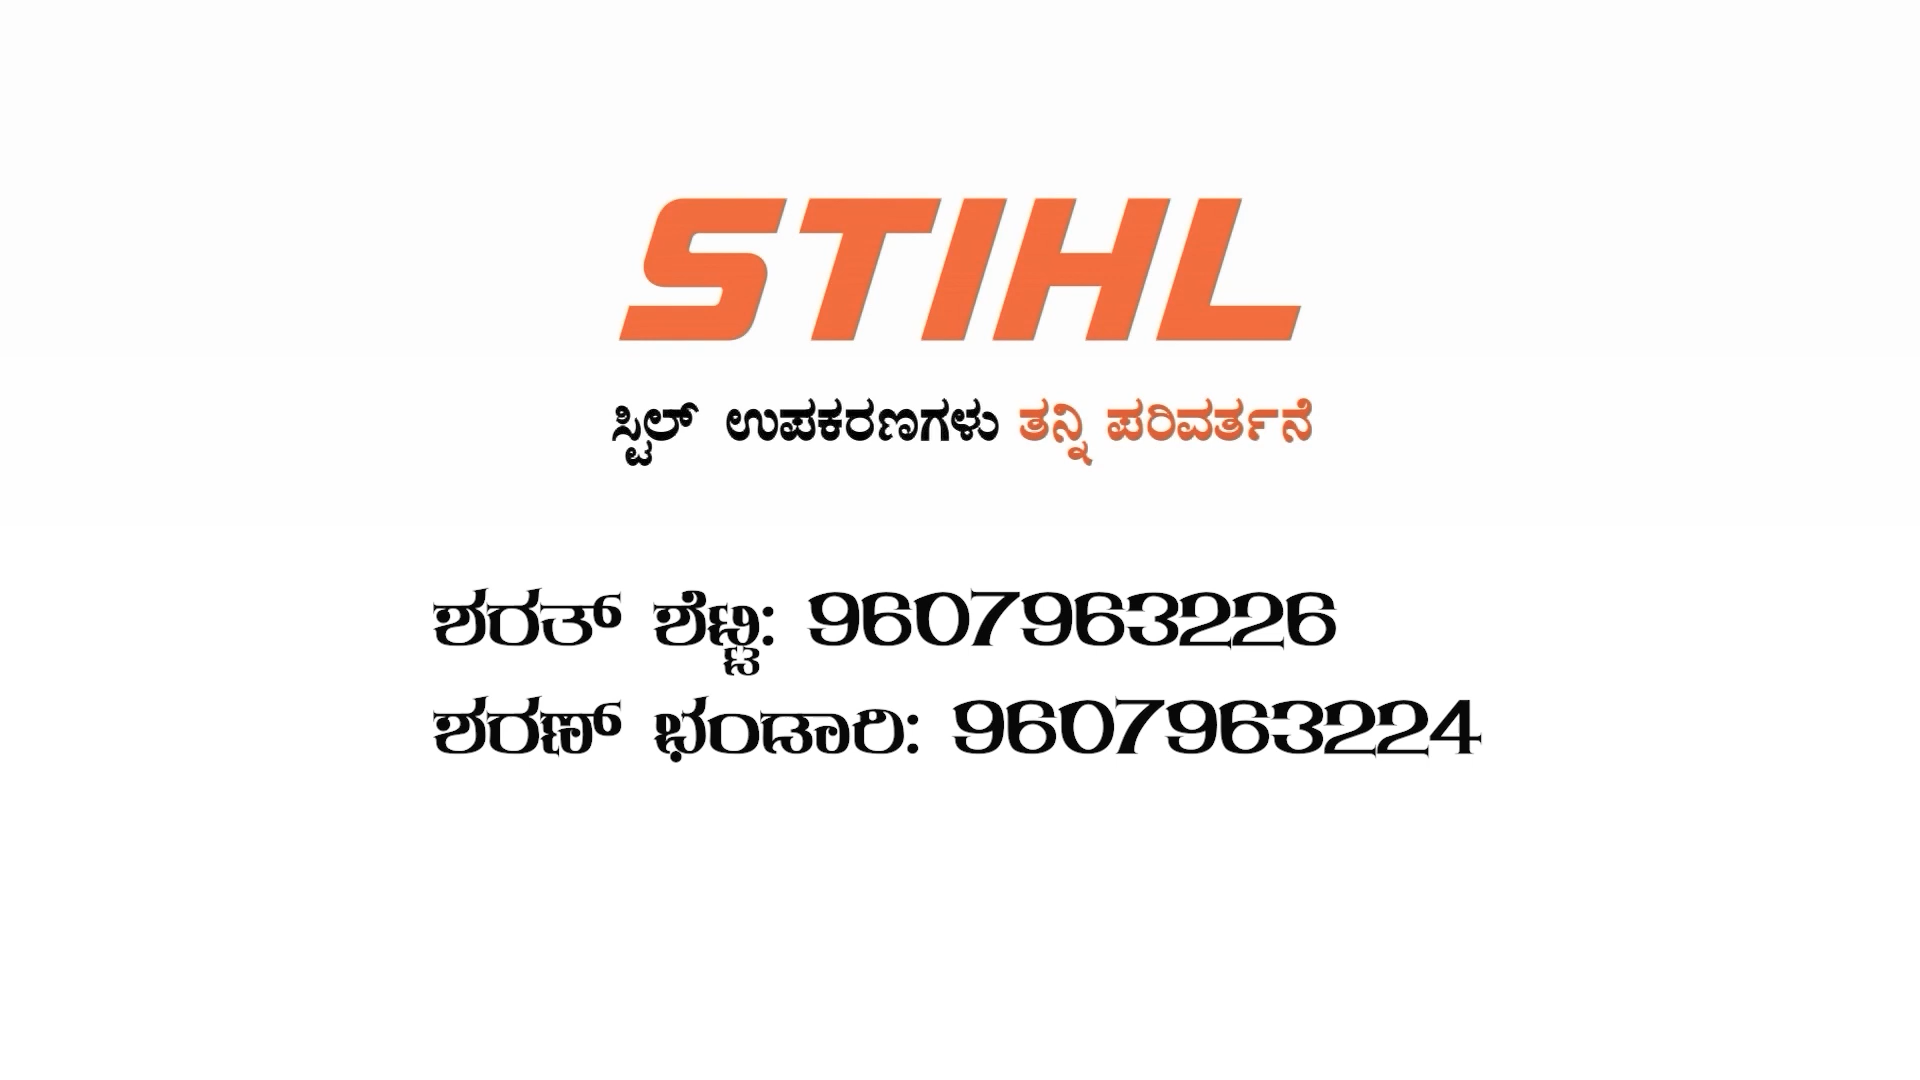 STIHL
ಸ್ಟಿಲ್ ಉಪಕರಣಗಳು ತನ್ನಿ ಪರಿವರ್ತನೆ
ಶರತ್ ಶೆಟ್ಟಿ: 9607963226
ಶರಣ್ ಭಂಡಾರಿ: 9607963224